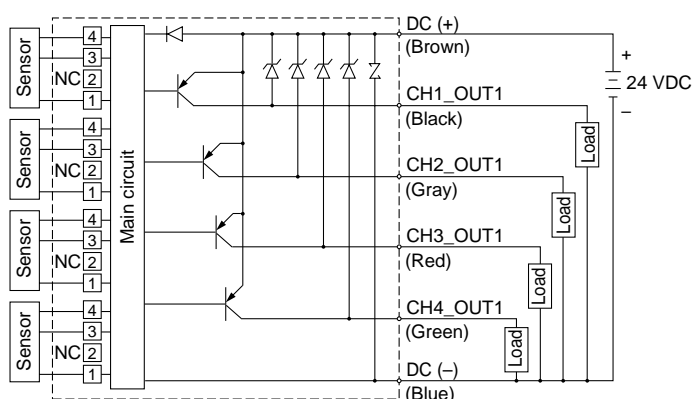 DC (+)
(Brown)
+
24 VDC
–
CH1_OUT1
(Black)
Load
CH2_OUT1
(Gray)
Load
CH3_OUT1
(Red)
Load
CH4_OUT1
(Green)
Load
DC (–)
(Blue)
Main circuit
Sensor
4
3
NC 2
1
Sensor
4
3
NC 2
1
Sensor
4
3
NC 2
1
Sensor
4
3
NC 2
1